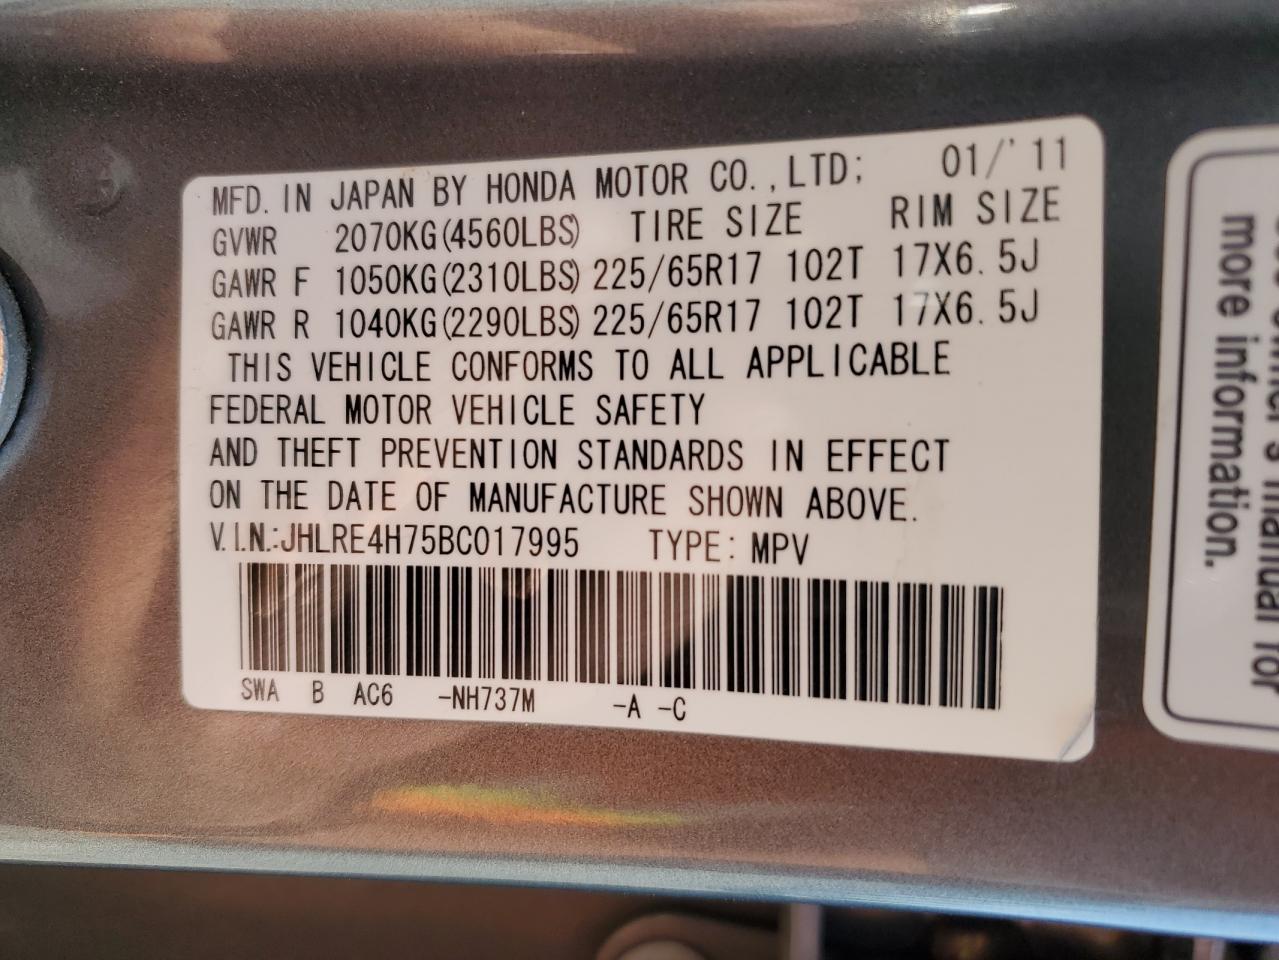 MFD. IN JAPAN BY HONDA MOTOR CO.,LTD; 01/'11
GVWR 2070KG(4560LBS) TIRE SIZE RIM SIZE
GAWR F 1050KG(2310LBS) 225/65R17 102T 17X6.5J
GAWR R 1040KG(2290LBS) 225/65R17 102T 17X6.5J
THIS VEHICLE CONFORMS TO ALL APPLICABLE
FEDERAL MOTOR VEHICLE SAFETY
AND THEFT PREVENTION STANDARDS IN EFFECT
ON THE DATE OF MANUFACTURE SHOWN ABOVE.
V.I.N.:JHLRE4H75BC017995 TYPE: MPV
SWA B AC6 -NH737M -A -C
owner's manual for
more information.